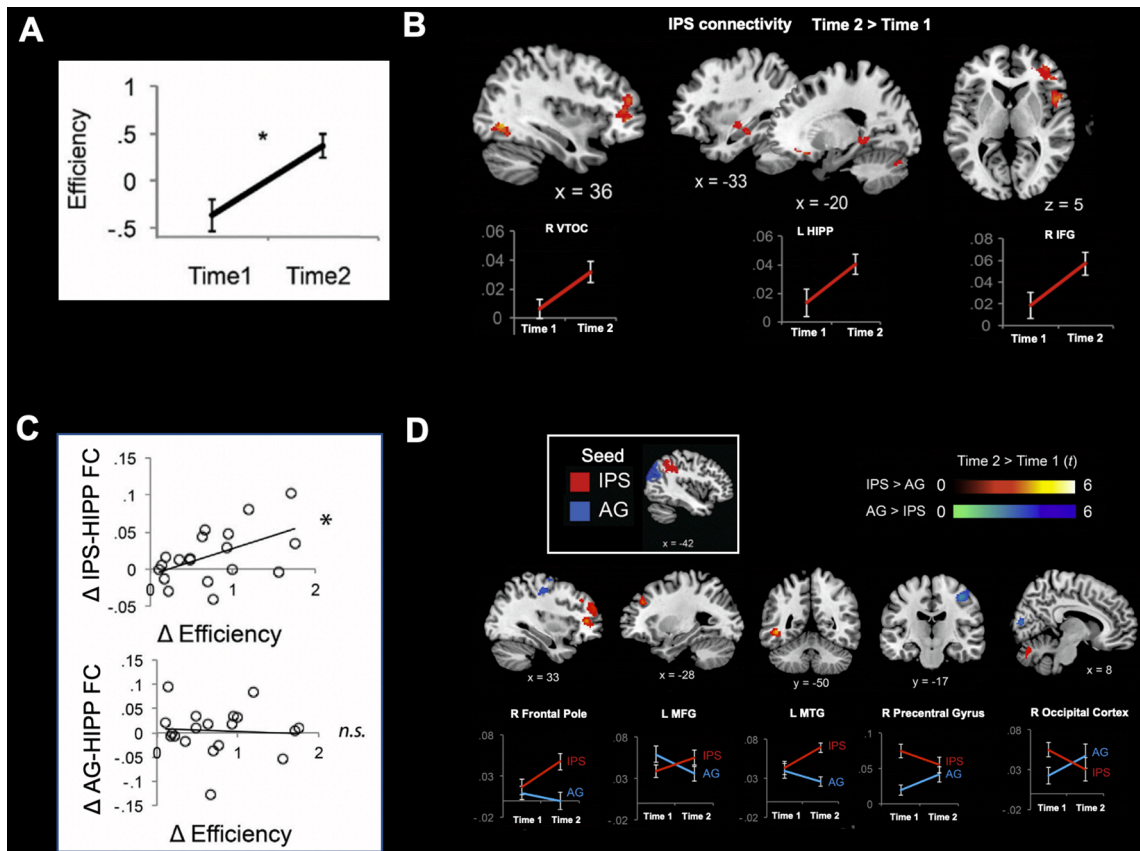 A
Efficiency
1
.5
0
-.5
*
Time1 Time2
B
IPS connectivity Time 2 > Time 1
x = 36
x = -33
x = -20
z = 5
R VTOC
.06
.04
.02
0
Time 1 Time 2
L HIPP
.06
.04
.02
0
Time 1 Time 2
R IFG
.08
.06
.04
.02
0
Time 1 Time 2
C
Δ IPS-HIPP FC
.15
.1
.05
0
-.05
0 1 2
*
Δ Efficiency
Δ AG-HIPP FC
.15
.1
.05
0
-.05
-.1
-.15
0 1 2
n.s.
Δ Efficiency
D
Seed
IPS
AG
x = -42
Time 2 > Time 1 (t)
IPS > AG 0 6
AG > IPS 0 6
x = 33
x = -28
y = -50
y = -17
x = 8
R Frontal Pole
.08
.03
-.02
IPS
AG
Time 1 Time 2
L MFG
.08
.03
-.02
IPS
AG
Time 1 Time 2
L MTG
.08
.03
-.02
IPS
AG
Time 1 Time 2
R Precentral Gyrus
.1
.05
0
IPS
AG
Time 1 Time 2
R Occipital Cortex
.08
.03
-.02
AG
IPS
Time 1 Time 2